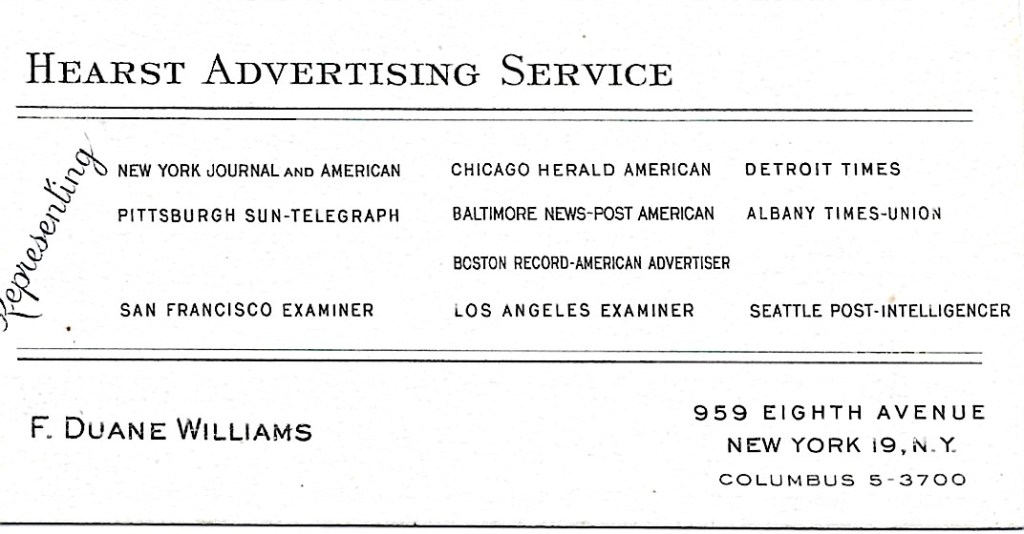 HEARST ADVERTISING SERVICE
Representing
NEW YORK JOURNAL AND AMERICAN CHICAGO HERALD AMERICAN DETROIT TIMES
PITTSBURGH SUN-TELEGRAPH BALTIMORE NEWS-POST AMERICAN ALBANY TIMES-UNION
BOSTON RECORD-AMERICAN ADVERTISER
SAN FRANCISCO EXAMINER LOS ANGELES EXAMINER SEATTLE POST-INTELLIGENCER
F. DUANE WILLIAMS
959 EIGHTH AVENUE
NEW YORK 19, N.Y.
COLUMBUS 5-3700